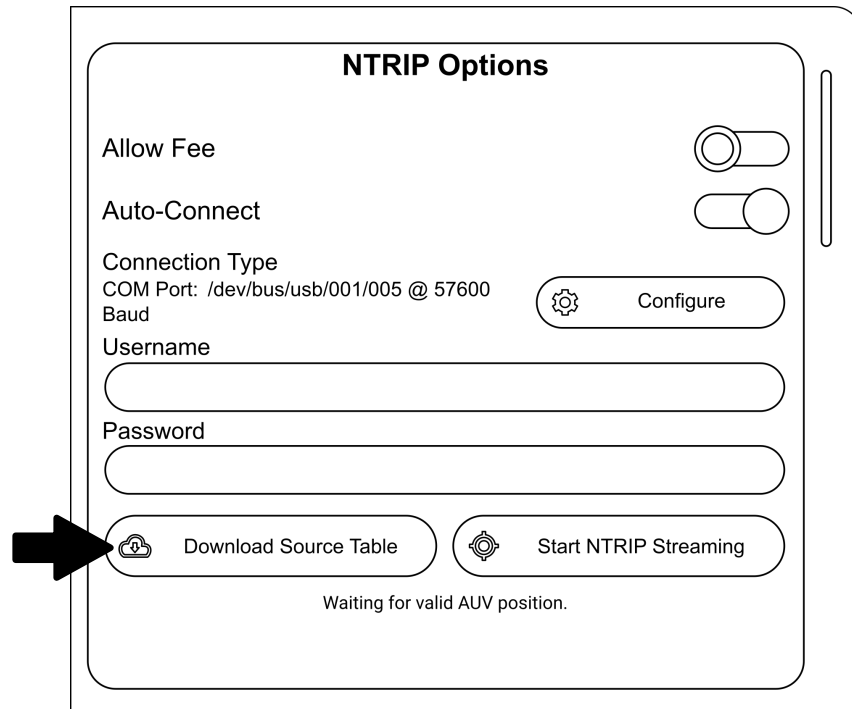 NTRIP Options
Allow Fee
Auto-Connect
Connection Type
COM Port: /dev/bus/usb/001/005 @ 57600
Baud
Configure
Username
Password
Download Source Table
Start NTRIP Streaming
Waiting for valid AUV position.